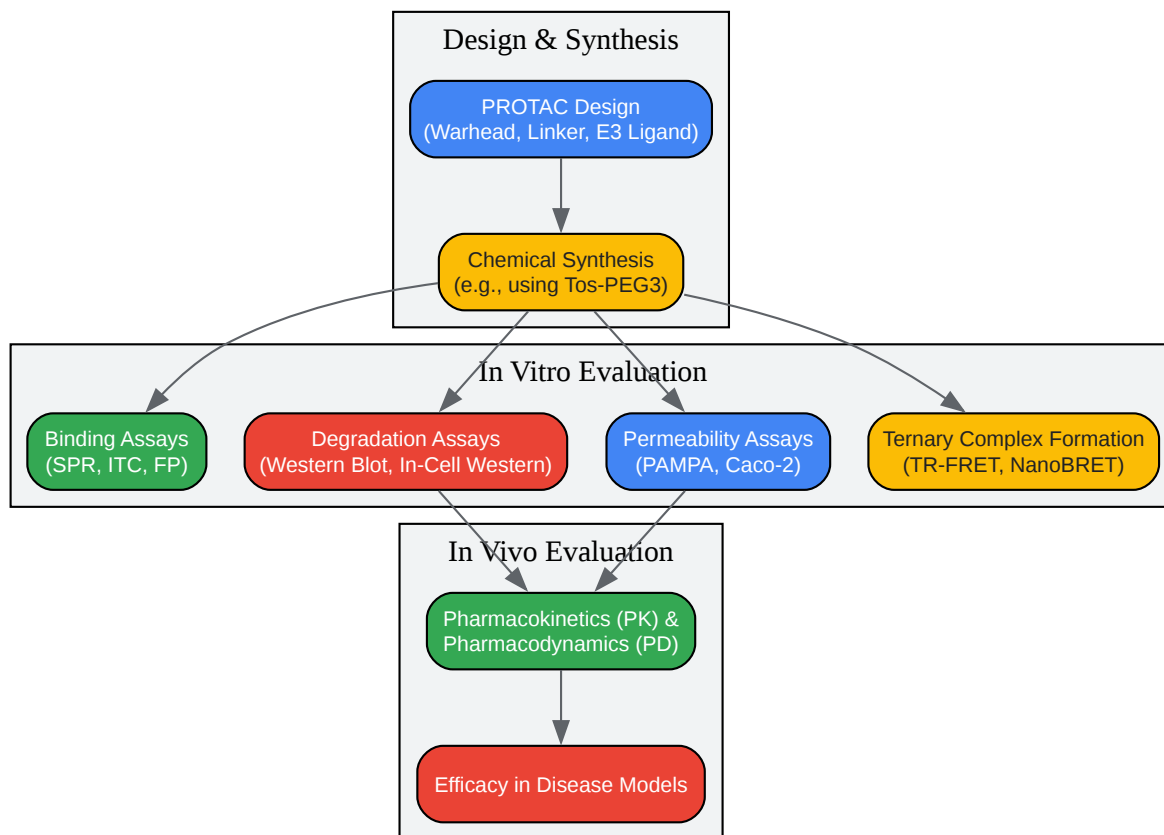 Design & Synthesis
PROTAC Design
(Warhead, Linker, E3 Ligand)
Chemical Synthesis
(e.g., using Tos-PEG3)
In Vitro Evaluation
Binding Assays
(SPR, ITC, FP)
Degradation Assays
(Western Blot, In-Cell Western)
Permeability Assays
(PAMPA, Caco-2)
Ternary Complex Formation
(TR-FRET, NanoBRET)
In Vivo Evaluation
Pharmacokinetics (PK) &
Pharmacodynamics (PD)
Efficacy in Disease Models